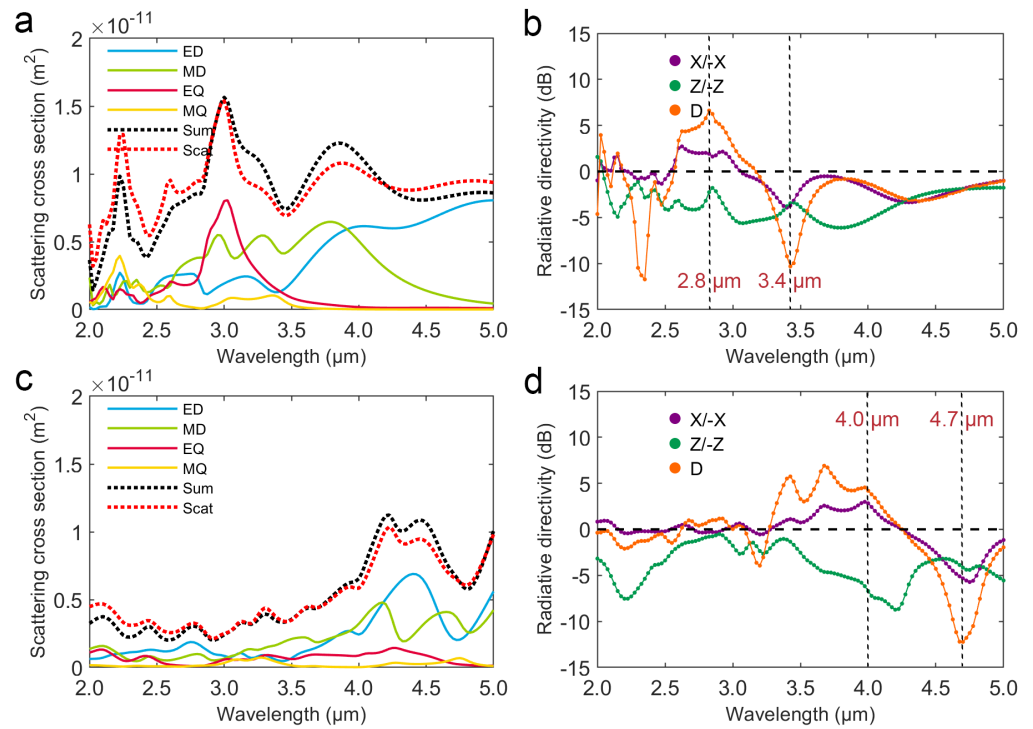 a
×10⁻¹¹
Scattering cross section (m²)
2
1.5
1
0.5
0
ED
MD
EQ
MQ
Sum
Scat
2.0 2.5 3.0 3.5 4.0 4.5 5.0
Wavelength (μm)
b
Radiative directivity (dB)
15
10
5
0
-5
-10
-15
X/-X
Z/-Z
D
2.8 μm 3.4 μm
2.0 2.5 3.0 3.5 4.0 4.5 5.0
Wavelength (μm)
c
×10⁻¹¹
Scattering cross section (m²)
2
1.5
1
0.5
0
ED
MD
EQ
MQ
Sum
Scat
2.0 2.5 3.0 3.5 4.0 4.5 5.0
Wavelength (μm)
d
Radiative directivity (dB)
15
10
5
0
-5
-10
-15
X/-X
Z/-Z
D
4.0 μm 4.7 μm
2.0 2.5 3.0 3.5 4.0 4.5 5.0
Wavelength (μm)